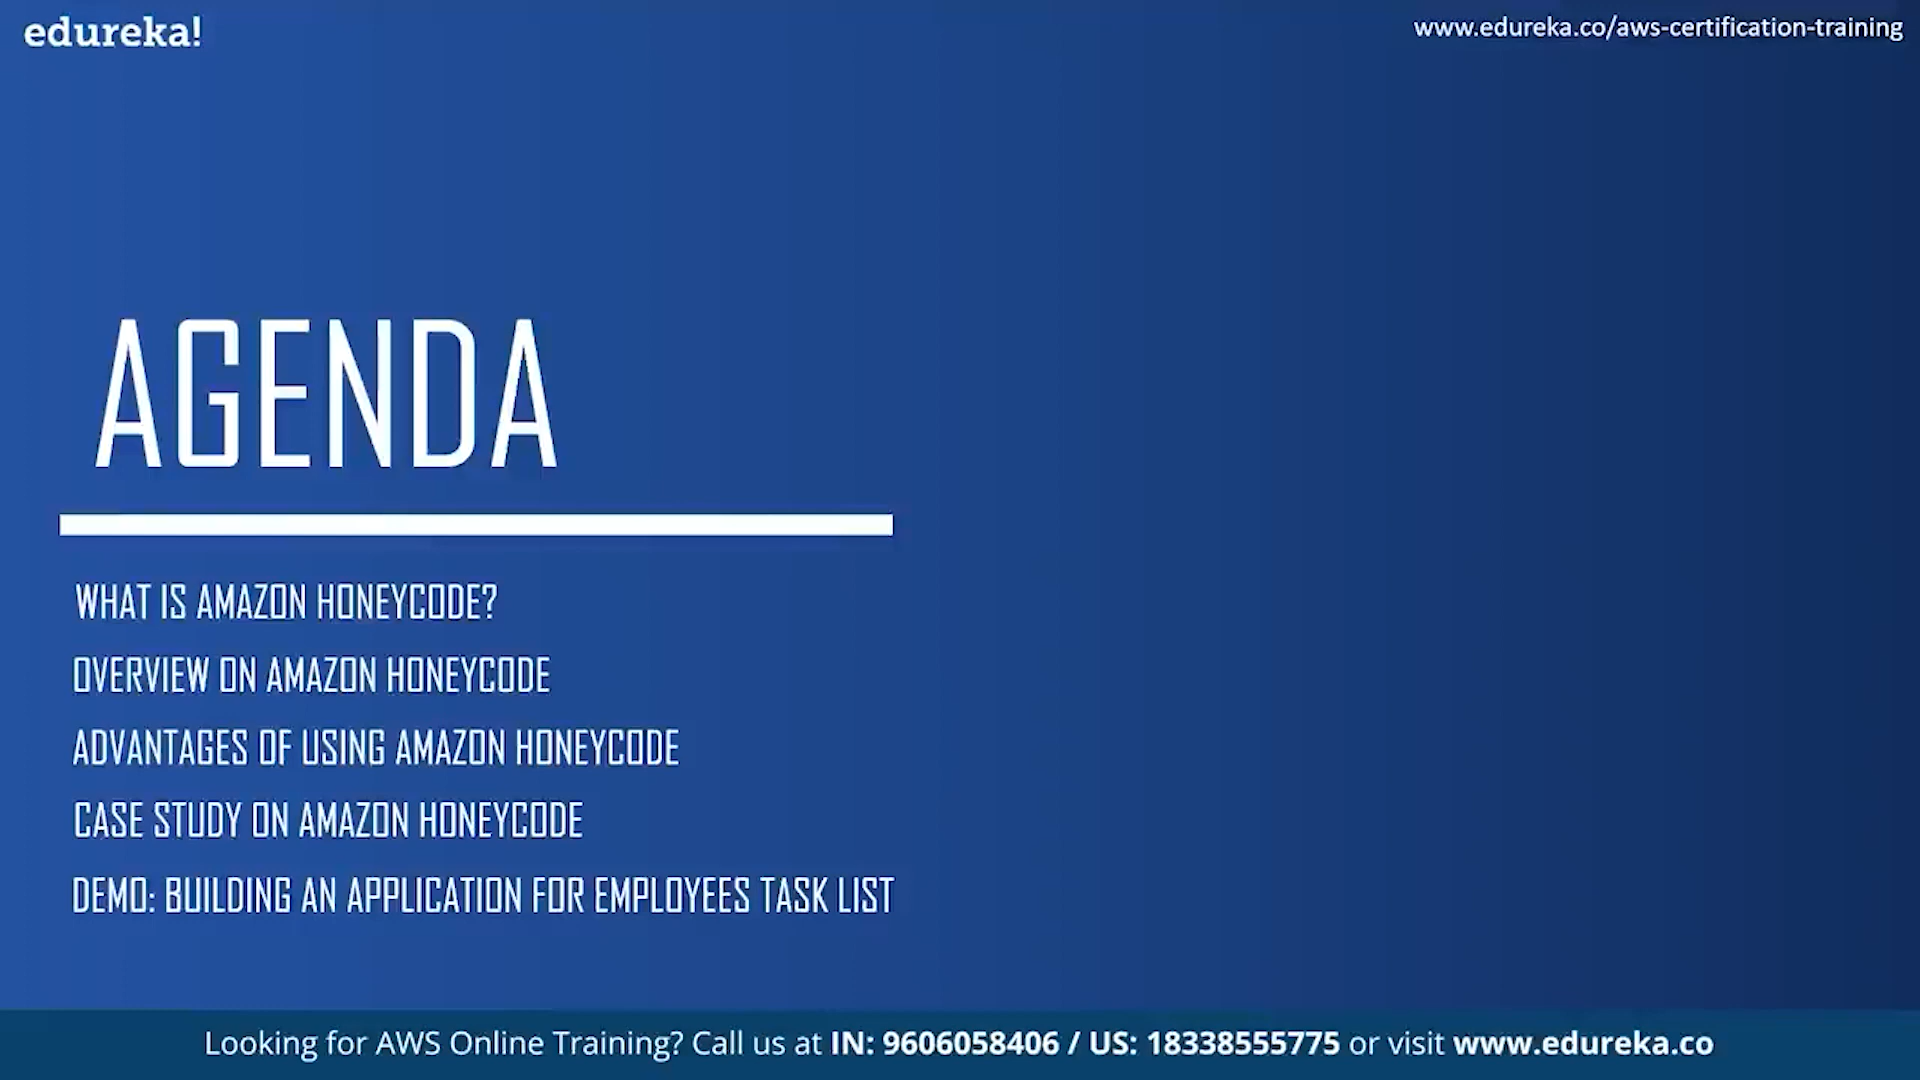 edureka!
www.edureka.co/aws-certification-training
AGENDA
WHAT IS AMAZON HONEYCODE?
OVERVIEW ON AMAZON HONEYCODE
ADVANTAGES OF USING AMAZON HONEYCODE
CASE STUDY ON AMAZON HONEYCODE
DEMO: BUILDING AN APPLICATION FOR EMPLOYEES TASK LIST
Looking for AWS Online Training? Call us at IN: 9606058406 / US: 18338555775 or visit www.edureka.co